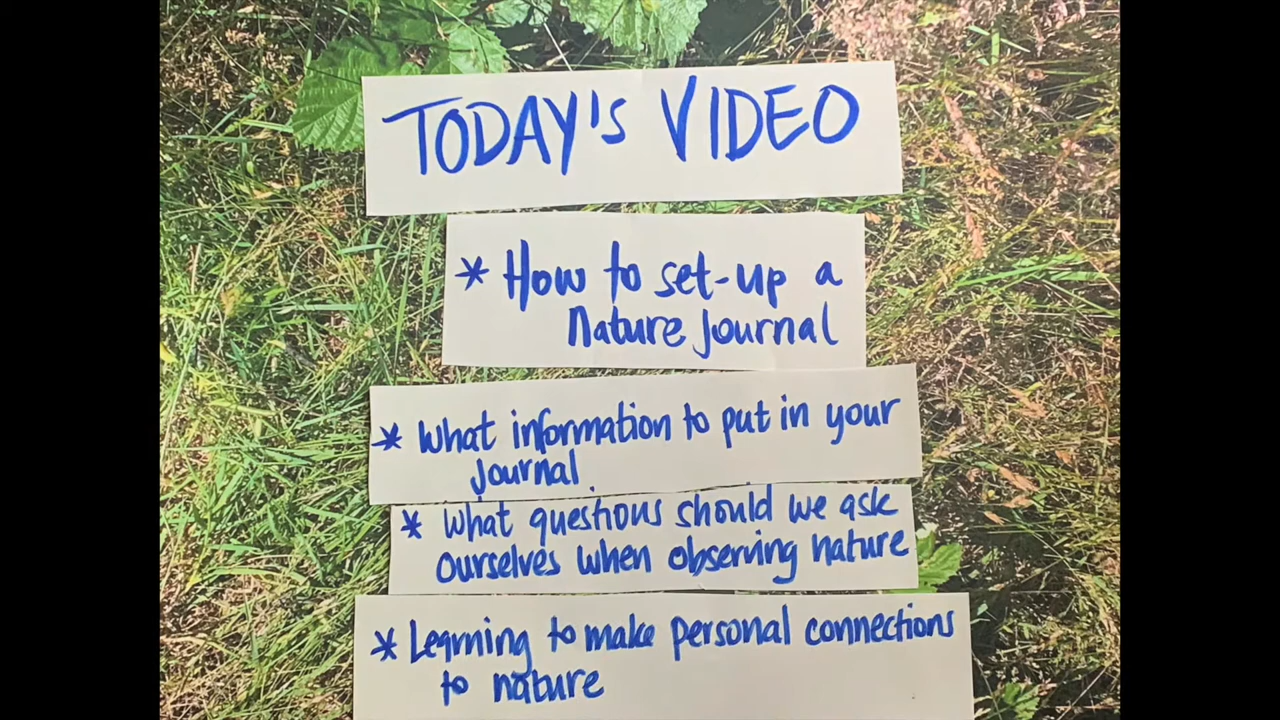 TODAY'S VIDEO
* How to set-up a
Nature Journal
* What information to put in your
Journal.
* What questions should we ask
ourselves when observing nature
* Learning to make personal connections
to nature